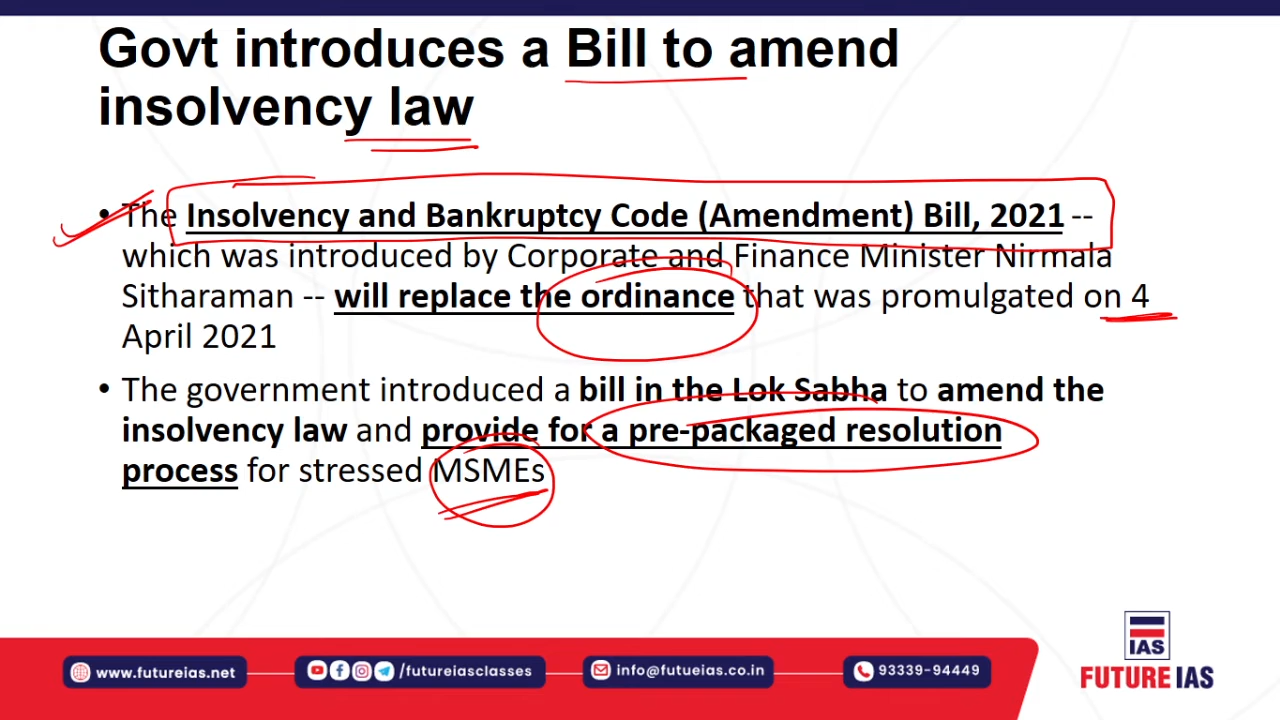 Govt introduces a Bill to amend
insolvency law
• The Insolvency and Bankruptcy Code (Amendment) Bill, 2021 --
which was introduced by Corporate and Finance Minister Nirmala
Sitharaman -- will replace the ordinance that was promulgated on 4
April 2021
• The government introduced a bill in the Lok Sabha to amend the
insolvency law and provide for a pre-packaged resolution
process for stressed MSMEs
IAS
FUTURE IAS
www.futureias.net
/futureiasclasses
info@futueias.co.in
93339-94449